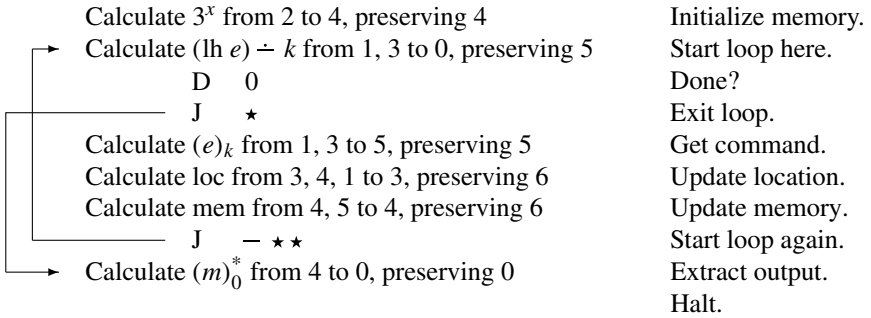 Calculate 3^x from 2 to 4, preserving 4 Initialize memory.
Calculate (lh e) ∸ k from 1, 3 to 0, preserving 5 Start loop here.
D 0 Done?
J ⋆ Exit loop.
Calculate (e)_k from 1, 3 to 5, preserving 5 Get command.
Calculate loc from 3, 4, 1 to 3, preserving 6 Update location.
Calculate mem from 4, 5 to 4, preserving 6 Update memory.
J − ⋆ ⋆ Start loop again.
Calculate (m)_0^* from 4 to 0, preserving 0 Extract output.
Halt.